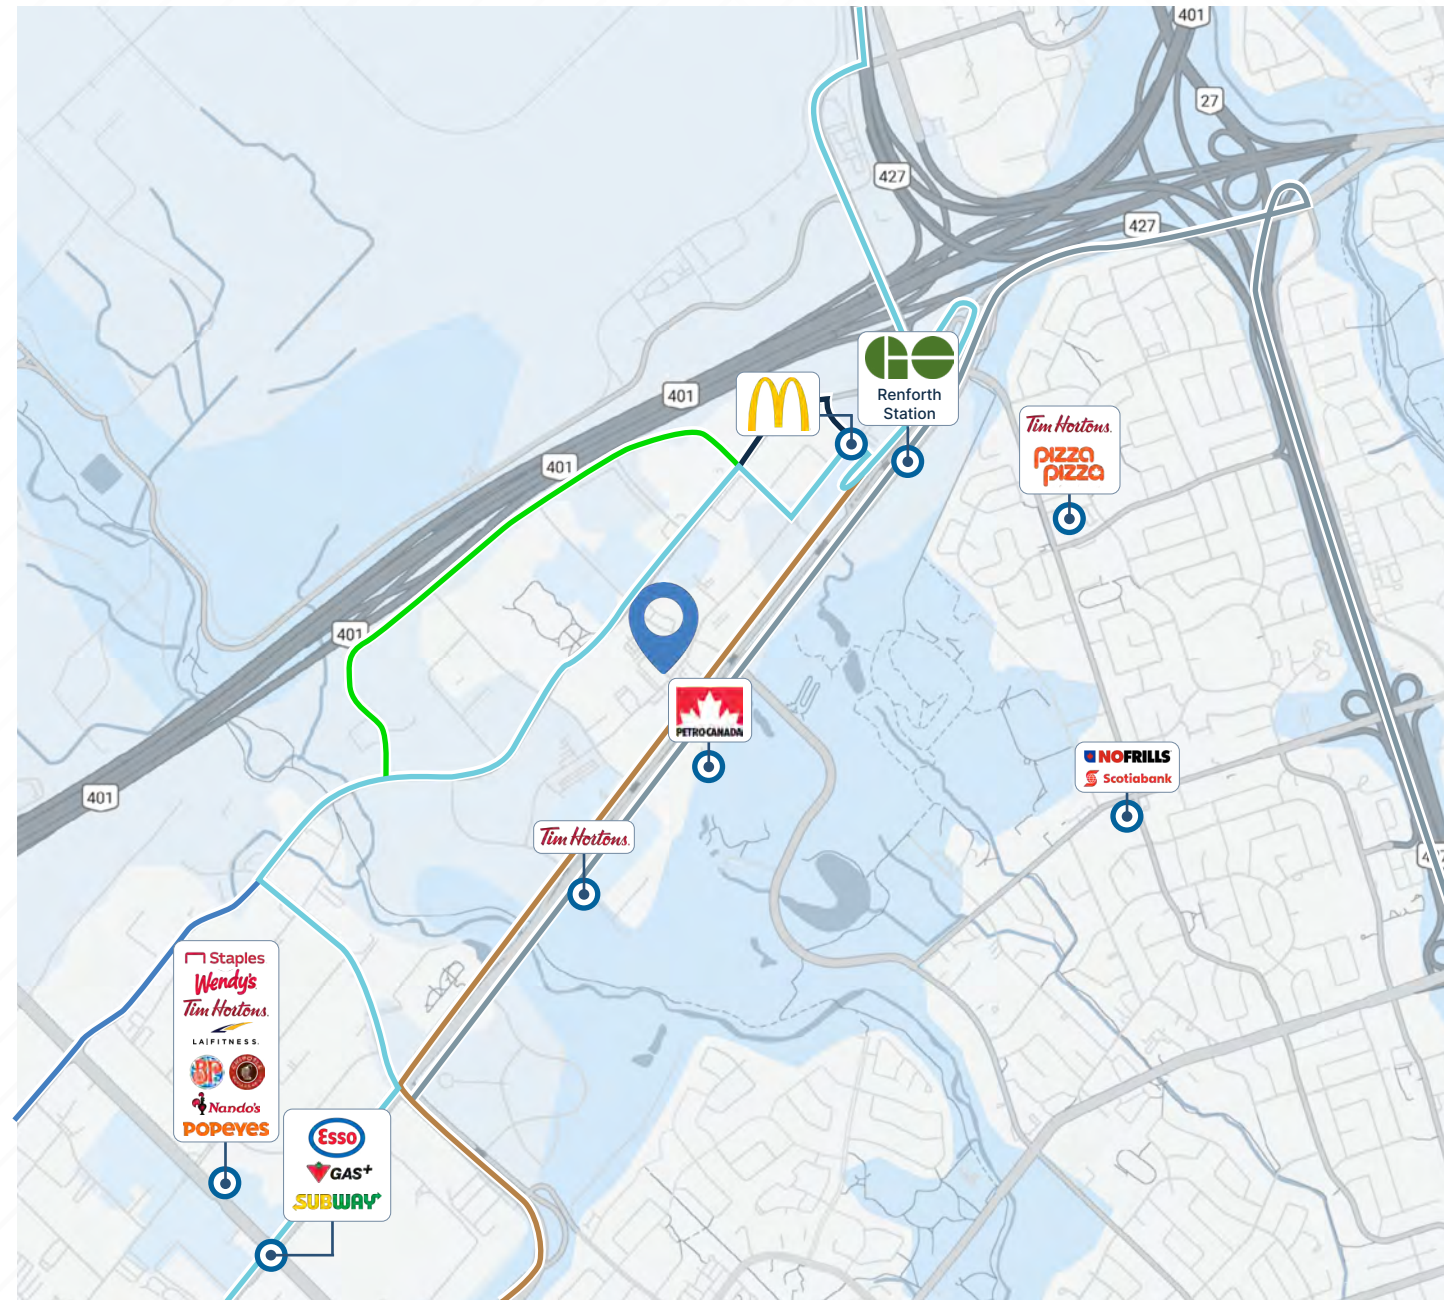 401
27
427
427
Renforth
Station
401
Tim Hortons.
pizza
pizza
401
401
PETRO-CANADA
NOFRILLS
Scotiabank
401
Tim Hortons.
Staples
Wendy's
Tim Hortons.
LA|FITNESS.
BP
Nando's
POPEYES
Esso
GAS+
SUBWAY